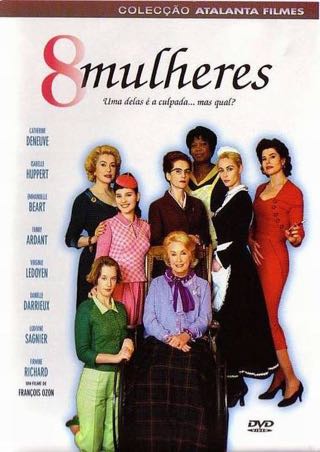 COLECÇÃO ATALANTA FILMES
8 mulheres
Uma delas é a culpada... mas qual?
CATHERINE
DENEUVE
ISABELLE
HUPPERT
EMMANUELLE
BEART
FANNY
ARDANT
VIRGINIE
LEDOYEN
DANIELLE
DARRIEUX
LUDIVINE
SAGNIER
FIRMINE
RICHARD
UM FILME DE
FRANÇOIS OZON
DVD
VIDEO